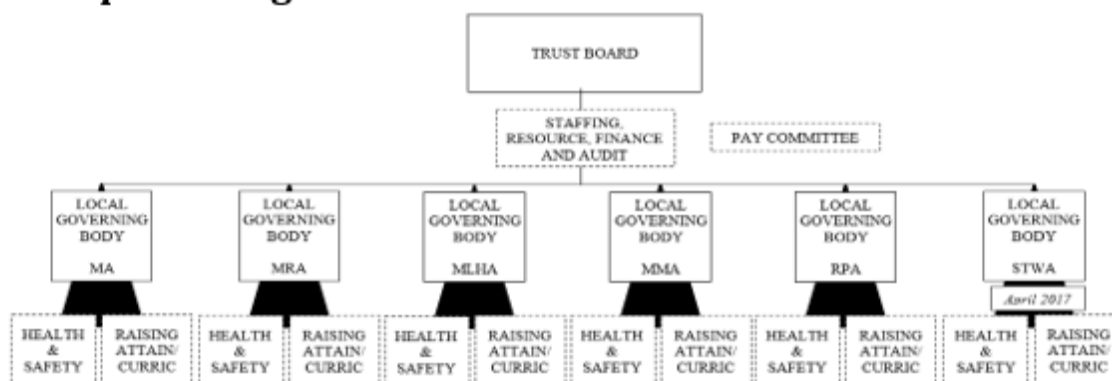 TRUST BOARD
STAFFING,
RESOURCE, FINANCE
AND AUDIT
PAY COMMITTEE
LOCAL
GOVERNING
BODY
MA
LOCAL
GOVERNING
BODY
MRA
LOCAL
GOVERNING
BODY
MLHA
LOCAL
GOVERNING
BODY
MMA
LOCAL
GOVERNING
BODY
RPA
LOCAL
GOVERNING
BODY
STWA
April 2017
HEALTH
&
SAFETY
RAISING
ATTAIN/
CURRIC
HEALTH
&
SAFETY
RAISING
ATTAIN/
CURRIC
HEALTH
&
SAFETY
RAISING
ATTAIN/
CURRIC
HEALTH
&
SAFETY
RAISING
ATTAIN/
CURRIC
HEALTH
&
SAFETY
RAISING
ATTAIN/
CURRIC
HEALTH
&
SAFETY
RAISING
ATTAIN/
CURRIC